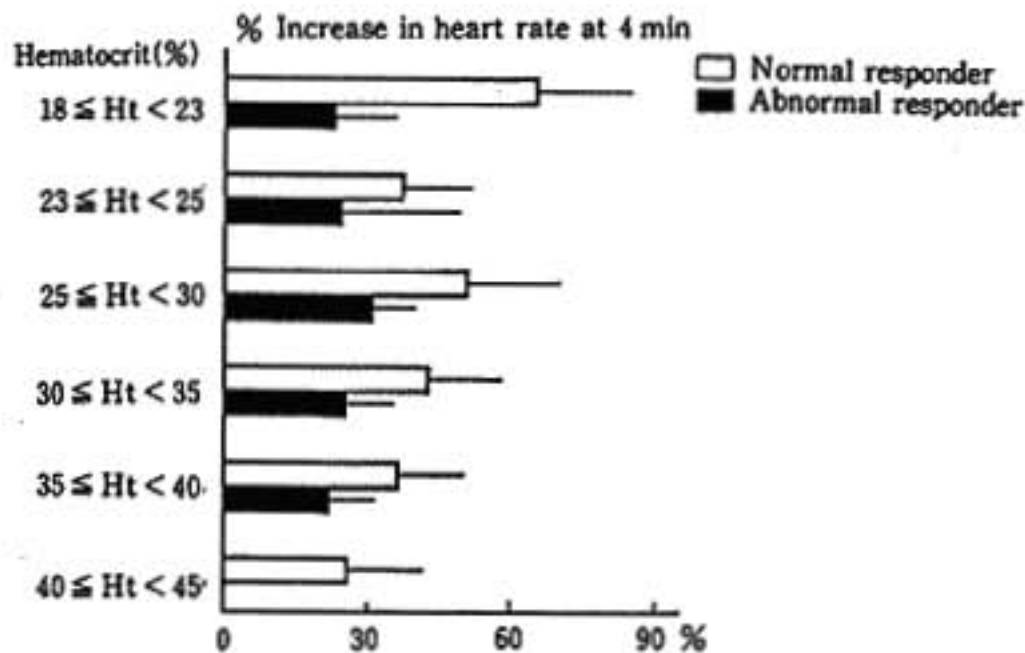 % Increase in heart rate at 4 min
Hematocrit(%)
Normal responder
Abnormal responder
18 ≦ Ht < 23
23 ≦ Ht < 25
25 ≦ Ht < 30
30 ≦ Ht < 35
35 ≦ Ht < 40
40 ≦ Ht < 45
0 30 60 90 %